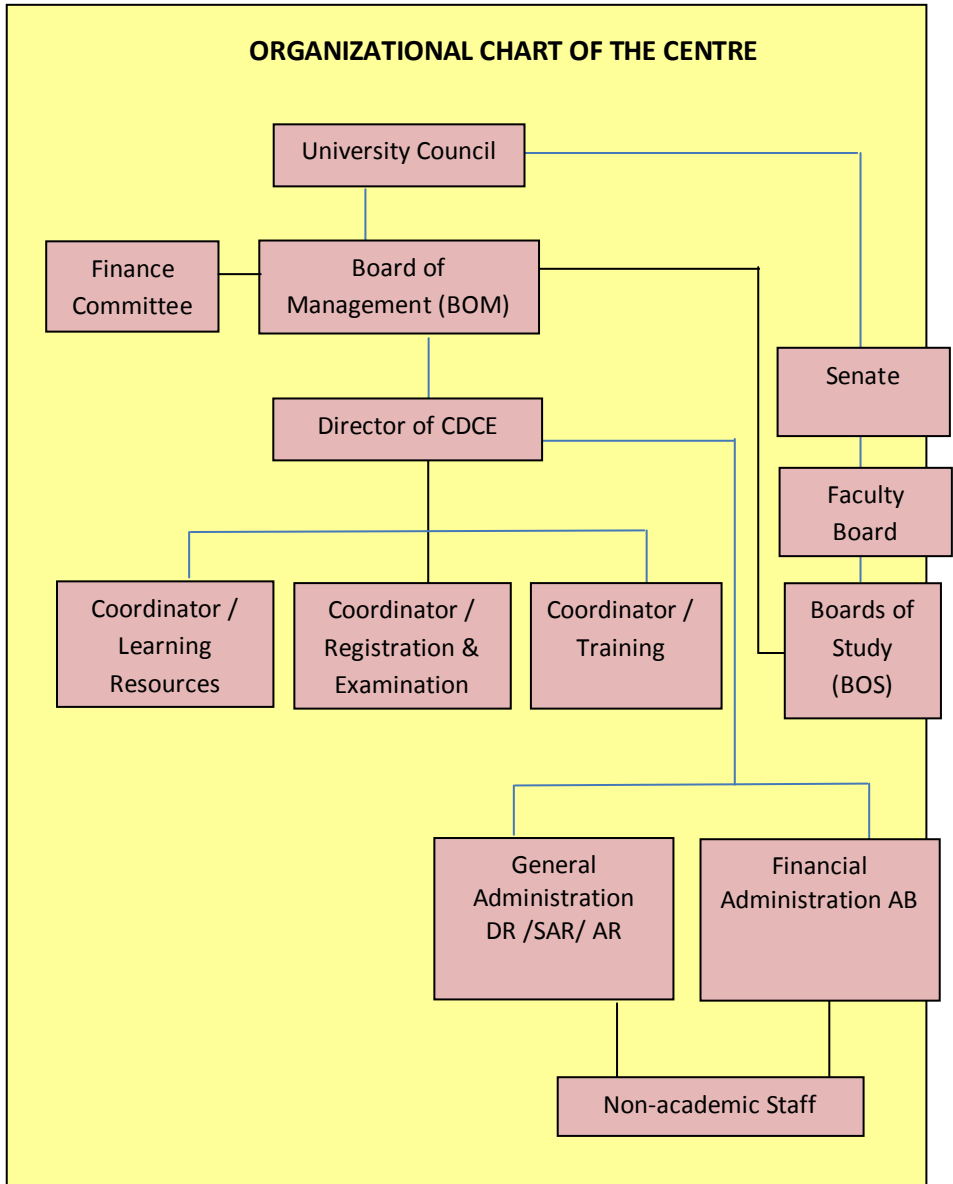 ORGANIZATIONAL CHART OF THE CENTRE
University Council
Finance
Committee
Board of
Management (BOM)
Senate
Director of CDCE
Faculty
Board
Coordinator /
Learning
Resources
Coordinator /
Registration &
Examination
Coordinator /
Training
Boards of
Study
(BOS)
General
Administration
DR /SAR/ AR
Financial
Administration AB
Non-academic Staff